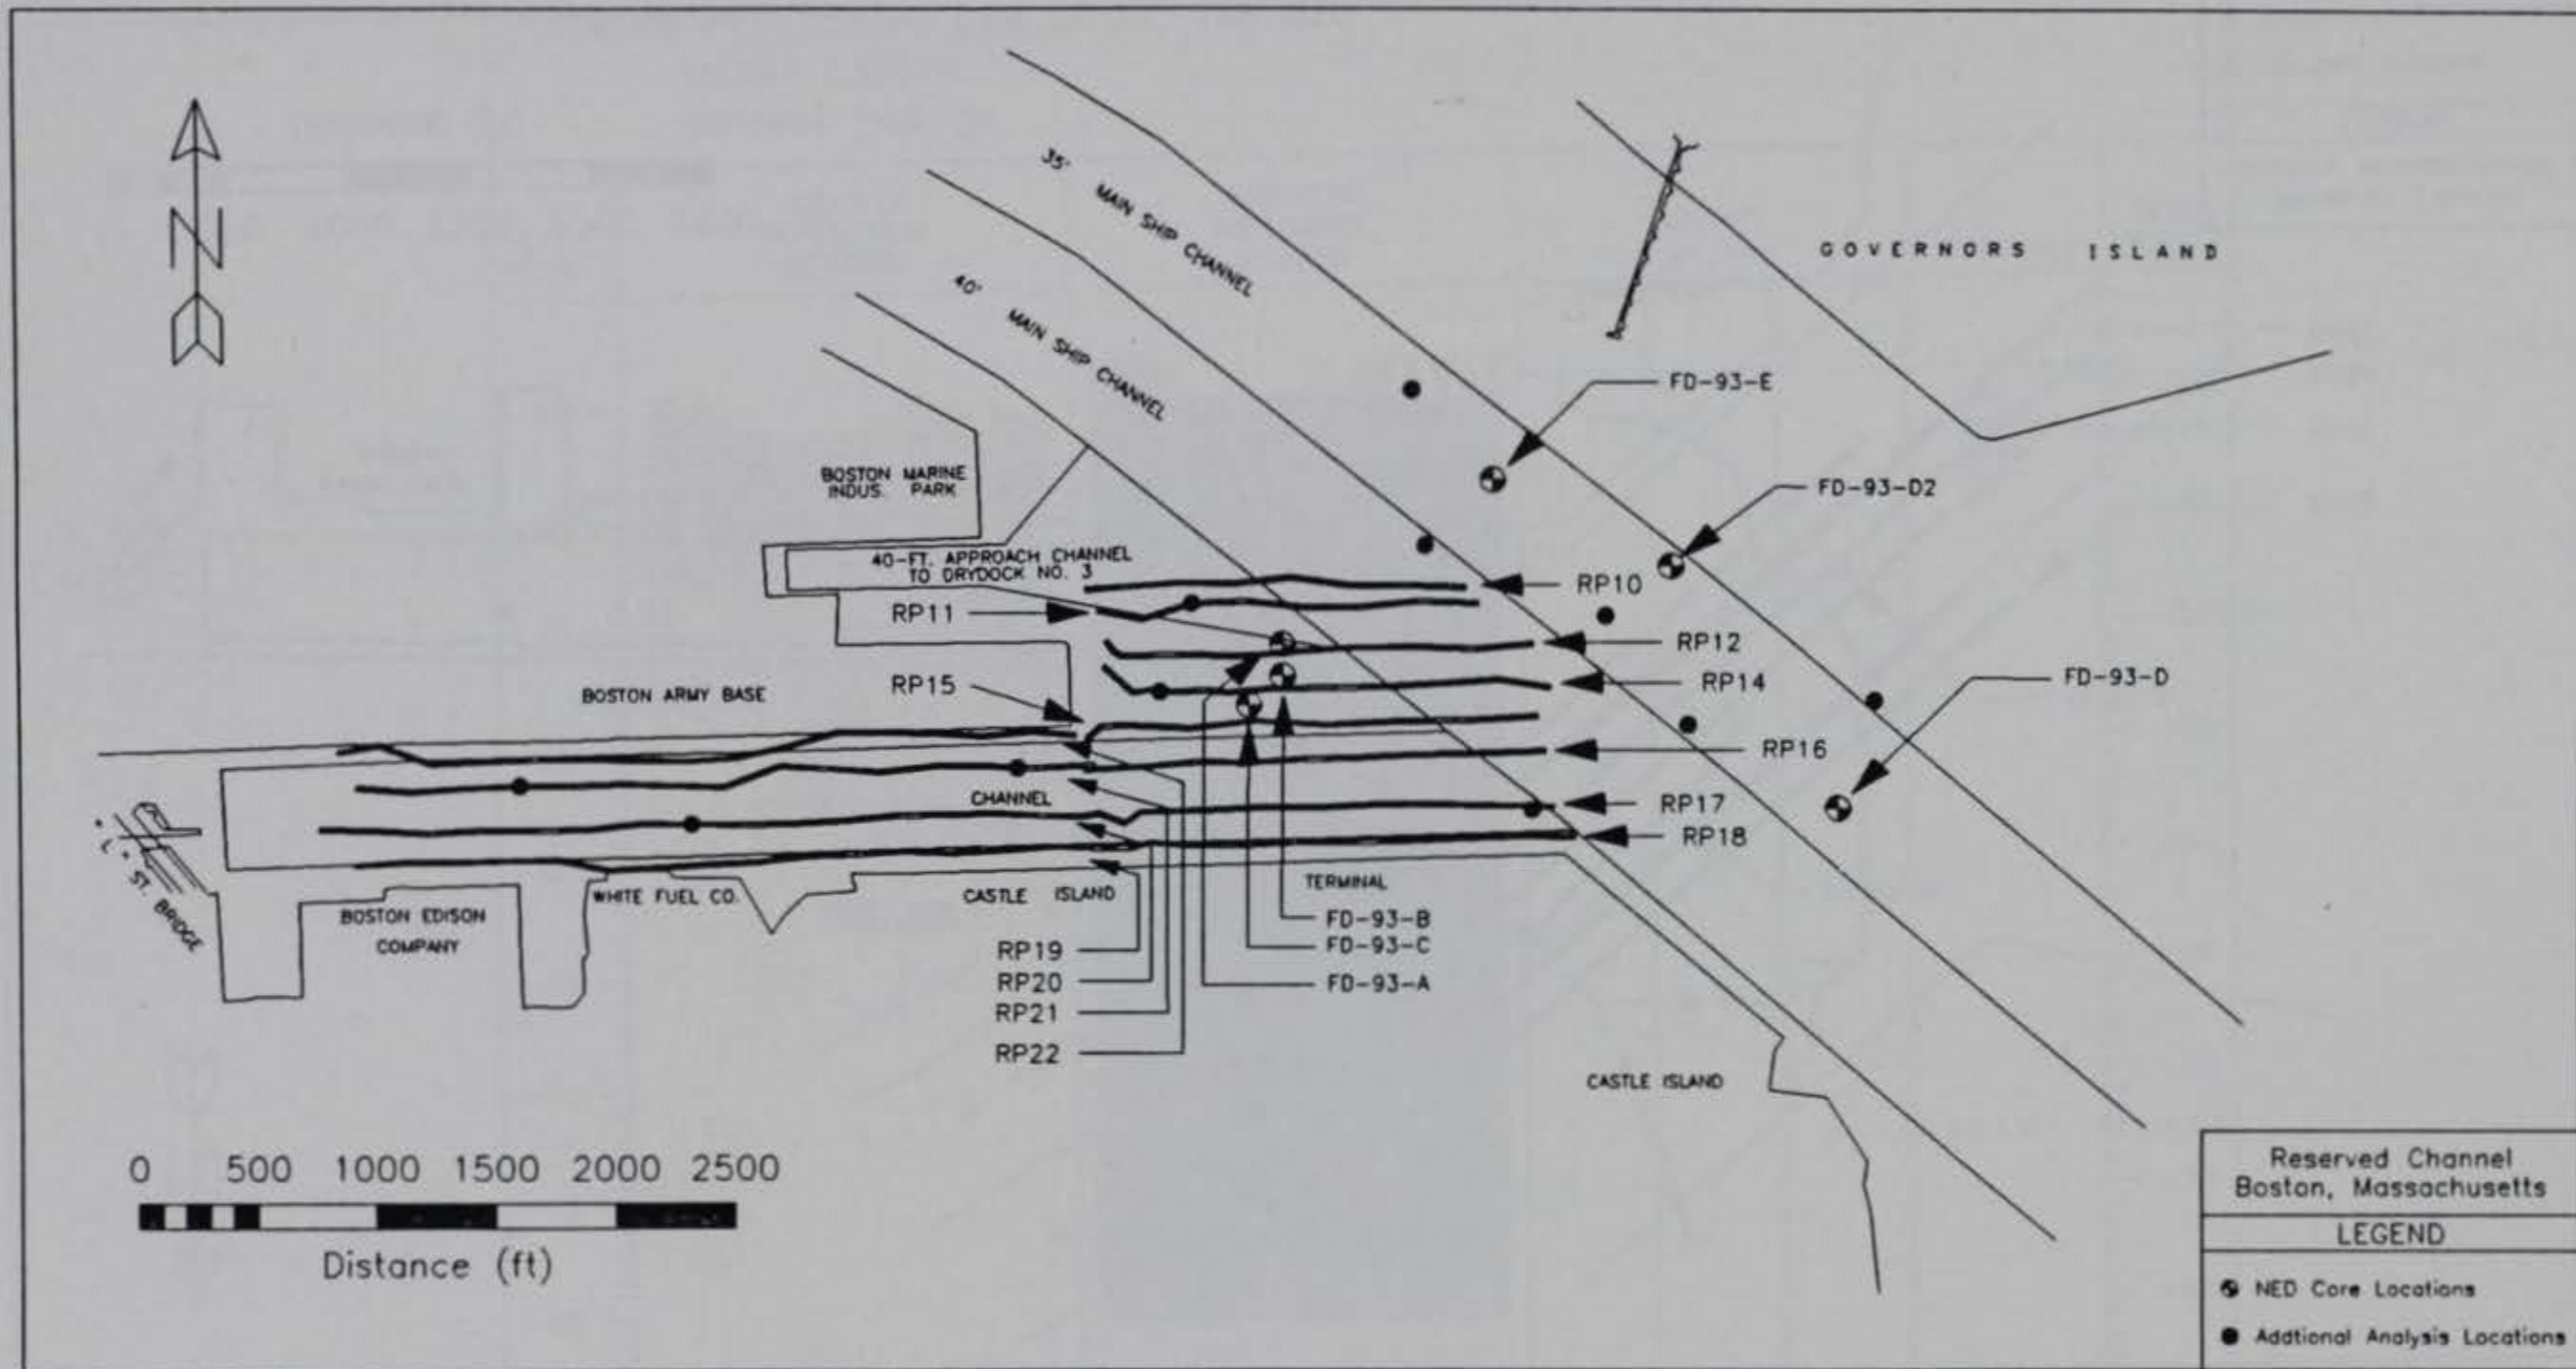 N
35' MAIN SHIP CHANNEL
40' MAIN SHIP CHANNEL
GOVERNORS ISLAND
FD-93-E
FD-93-D2
BOSTON MARINE
INDUS. PARK
40-FT. APPROACH CHANNEL
TO DRYDOCK NO. 3
RP10
RP11
RP12
FD-93-D
BOSTON ARMY BASE
RP15
RP14
RP16
CHANNEL
RP17
RP18
"L" ST. BRIDGE
BOSTON EDISON
COMPANY
WHITE FUEL CO.
CASTLE ISLAND
TERMINAL
FD-93-B
FD-93-C
FD-93-A
RP19
RP20
RP21
RP22
CASTLE ISLAND
0 500 1000 1500 2000 2500
Distance (ft)
Reserved Channel
Boston, Massachusetts
LEGEND
NED Core Locations
Addtional Analysis Locations